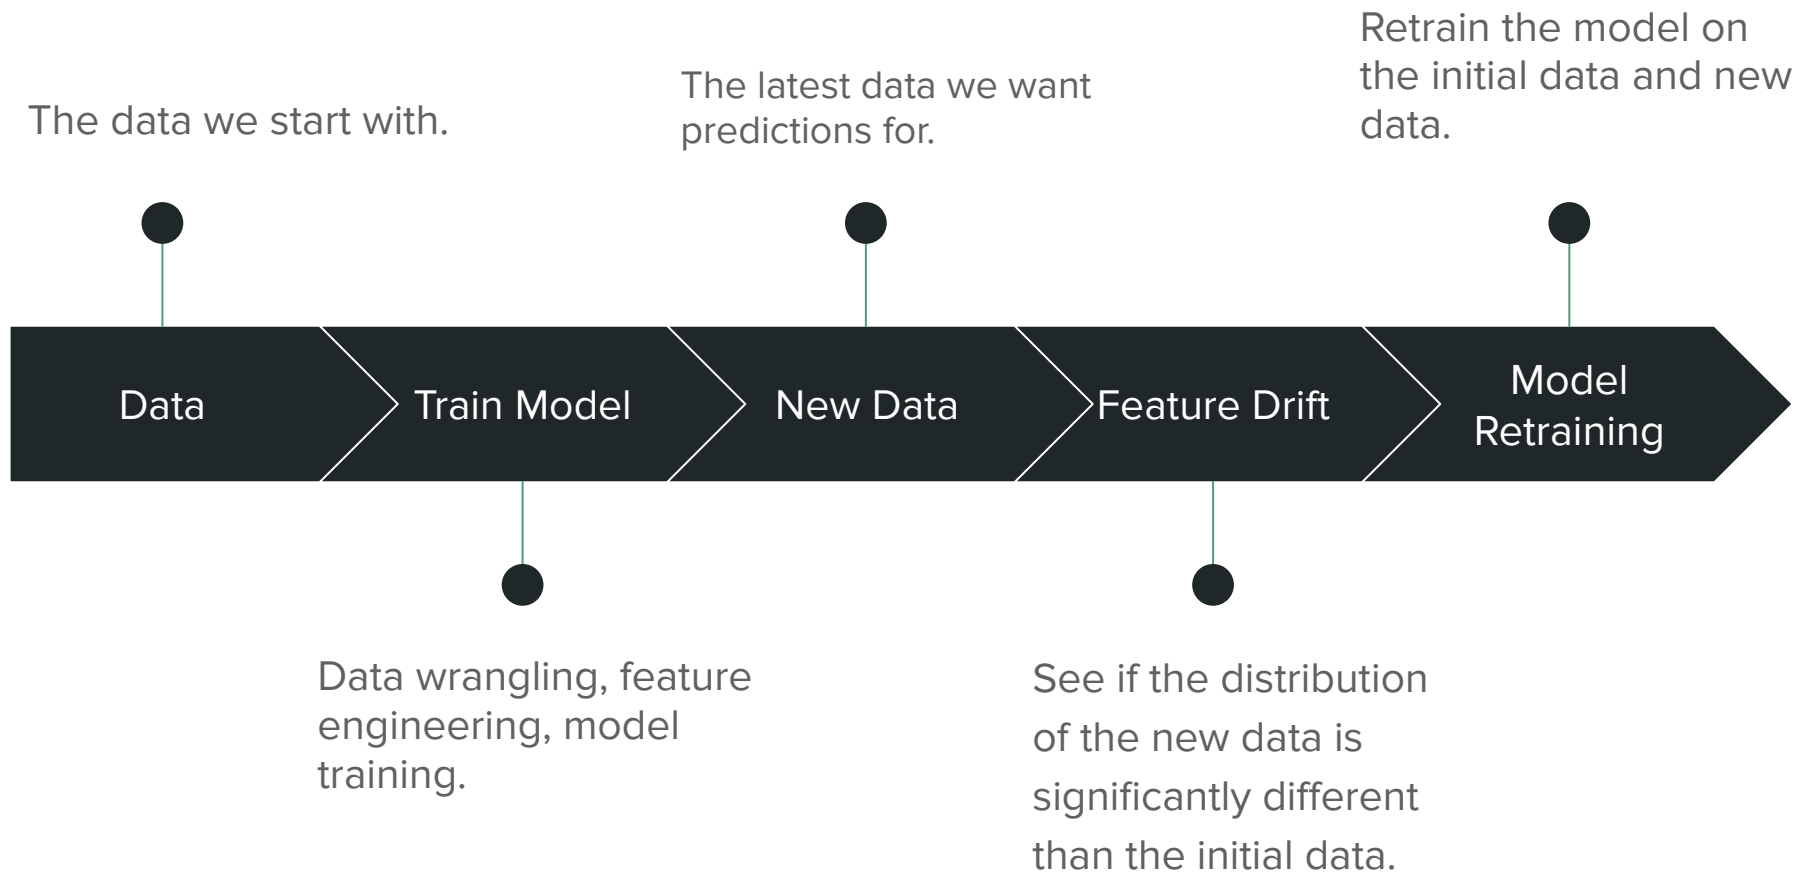 The data we start with.
The latest data we want
predictions for.
Retrain the model on
the initial data and new
data.
Data
Train Model
New Data
Feature Drift
Model
Retraining
Data wrangling, feature
engineering, model
training.
See if the distribution
of the new data is
significantly different
than the initial data.